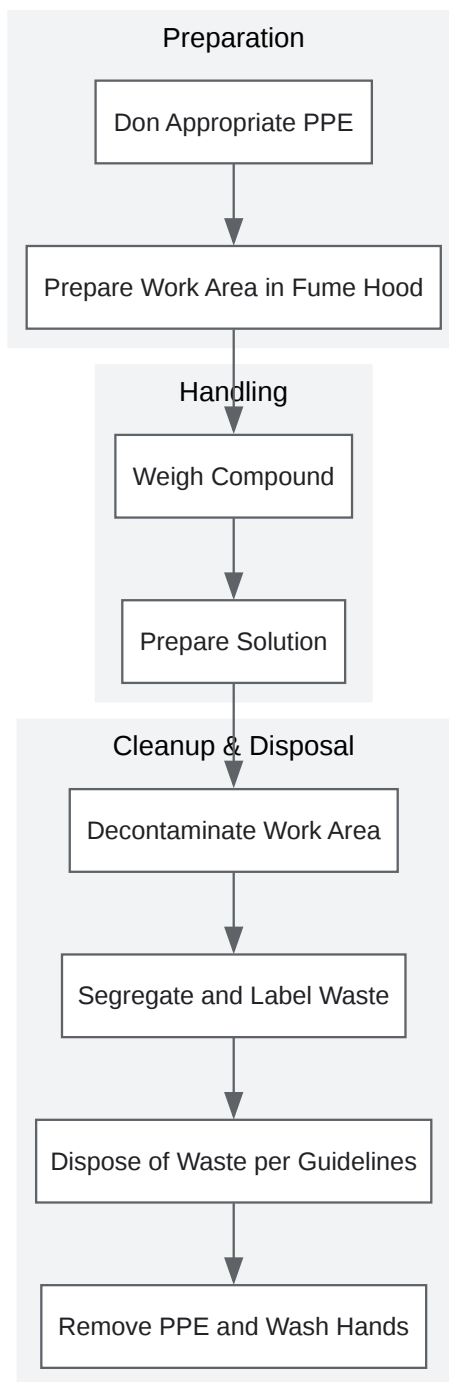 Preparation
Don Appropriate PPE
Prepare Work Area in Fume Hood
Handling
Weigh Compound
Prepare Solution
Cleanup & Disposal
Decontaminate Work Area
Segregate and Label Waste
Dispose of Waste per Guidelines
Remove PPE and Wash Hands